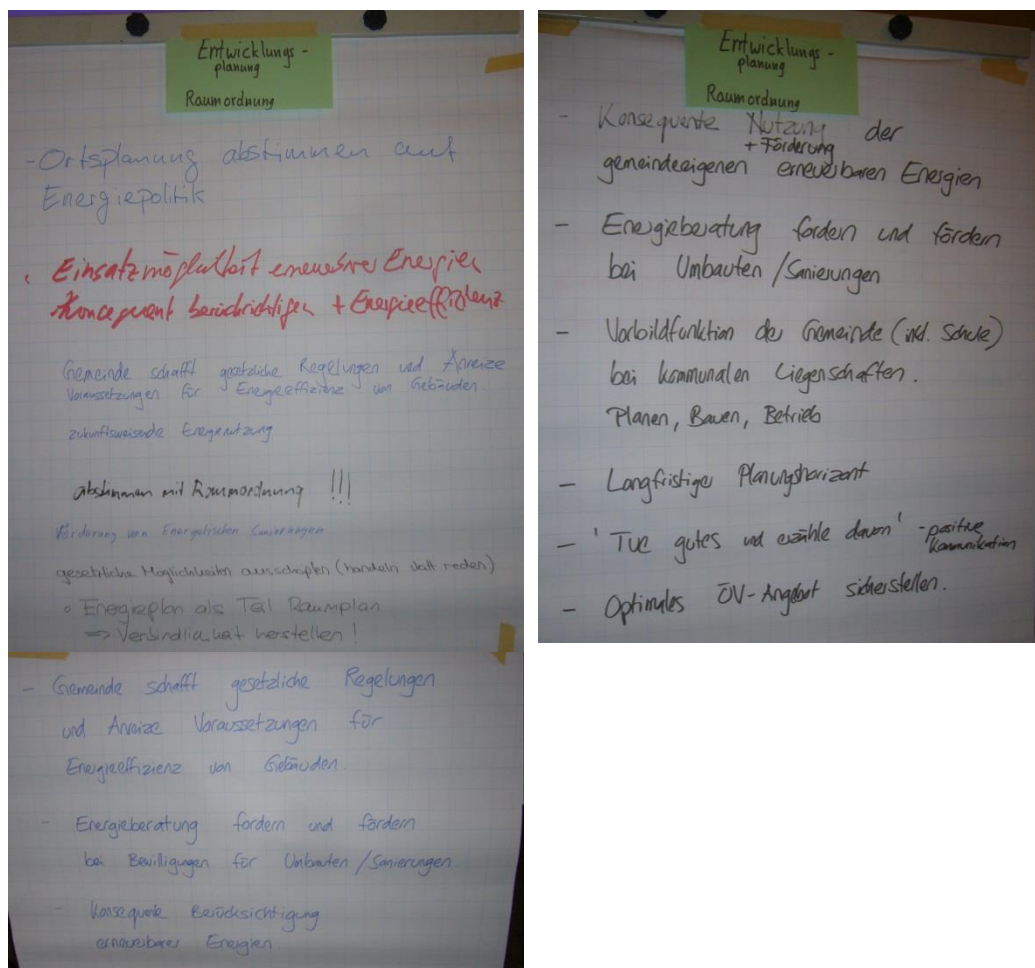 Entwicklungs-
planung
Raumordnung
- Ortsplanung abstimmen auf
Energiepolitik
Einsatzmöglichkeit erneuerbarer Energien
konsequent berücksichtigen + Energieeffizienz
Gemeinde schafft gesetzliche Regelungen und Anreize
Voraussetzungen für Energieeffizienz von Gebäuden
zukunftsweisende Energienutzung
abstimmen mit Raumordnung !!!
Förderung von Energetischen Sanierungen
gesetzliche Möglichkeiten ausschöpfen (handeln statt reden)
° Energieplan als Teil Raumplan
=> Verbindlichkeit herstellen !
- Gemeinde schafft gesetzliche Regelungen
und Anreize Voraussetzungen für
Energieeffizienz von Gebäuden.
- Energieberatung fordern und fördern
bei Bewilligungen für Umbauten / Sanierungen.
- Konsequente Berücksichtigung
erneuerbarer Energien.
Entwicklungs-
planung
Raumordnung
- Konsequente Nutzung der
+ Förderung
gemeindeeigenen erneuerbaren Energien
- Energieberatung fordern und fördern
bei Umbauten / Sanierungen
- Vorbildfunktion der Gemeinde (inkl. Schule)
bei kommunalen Liegenschaften.
Planen, Bauen, Betrieb
- Langfristiger Planungshorizont
- 'Tue gutes und erzähle davon' - positive
Kommunikation
- Optimales ÖV-Angebot sicherstellen.